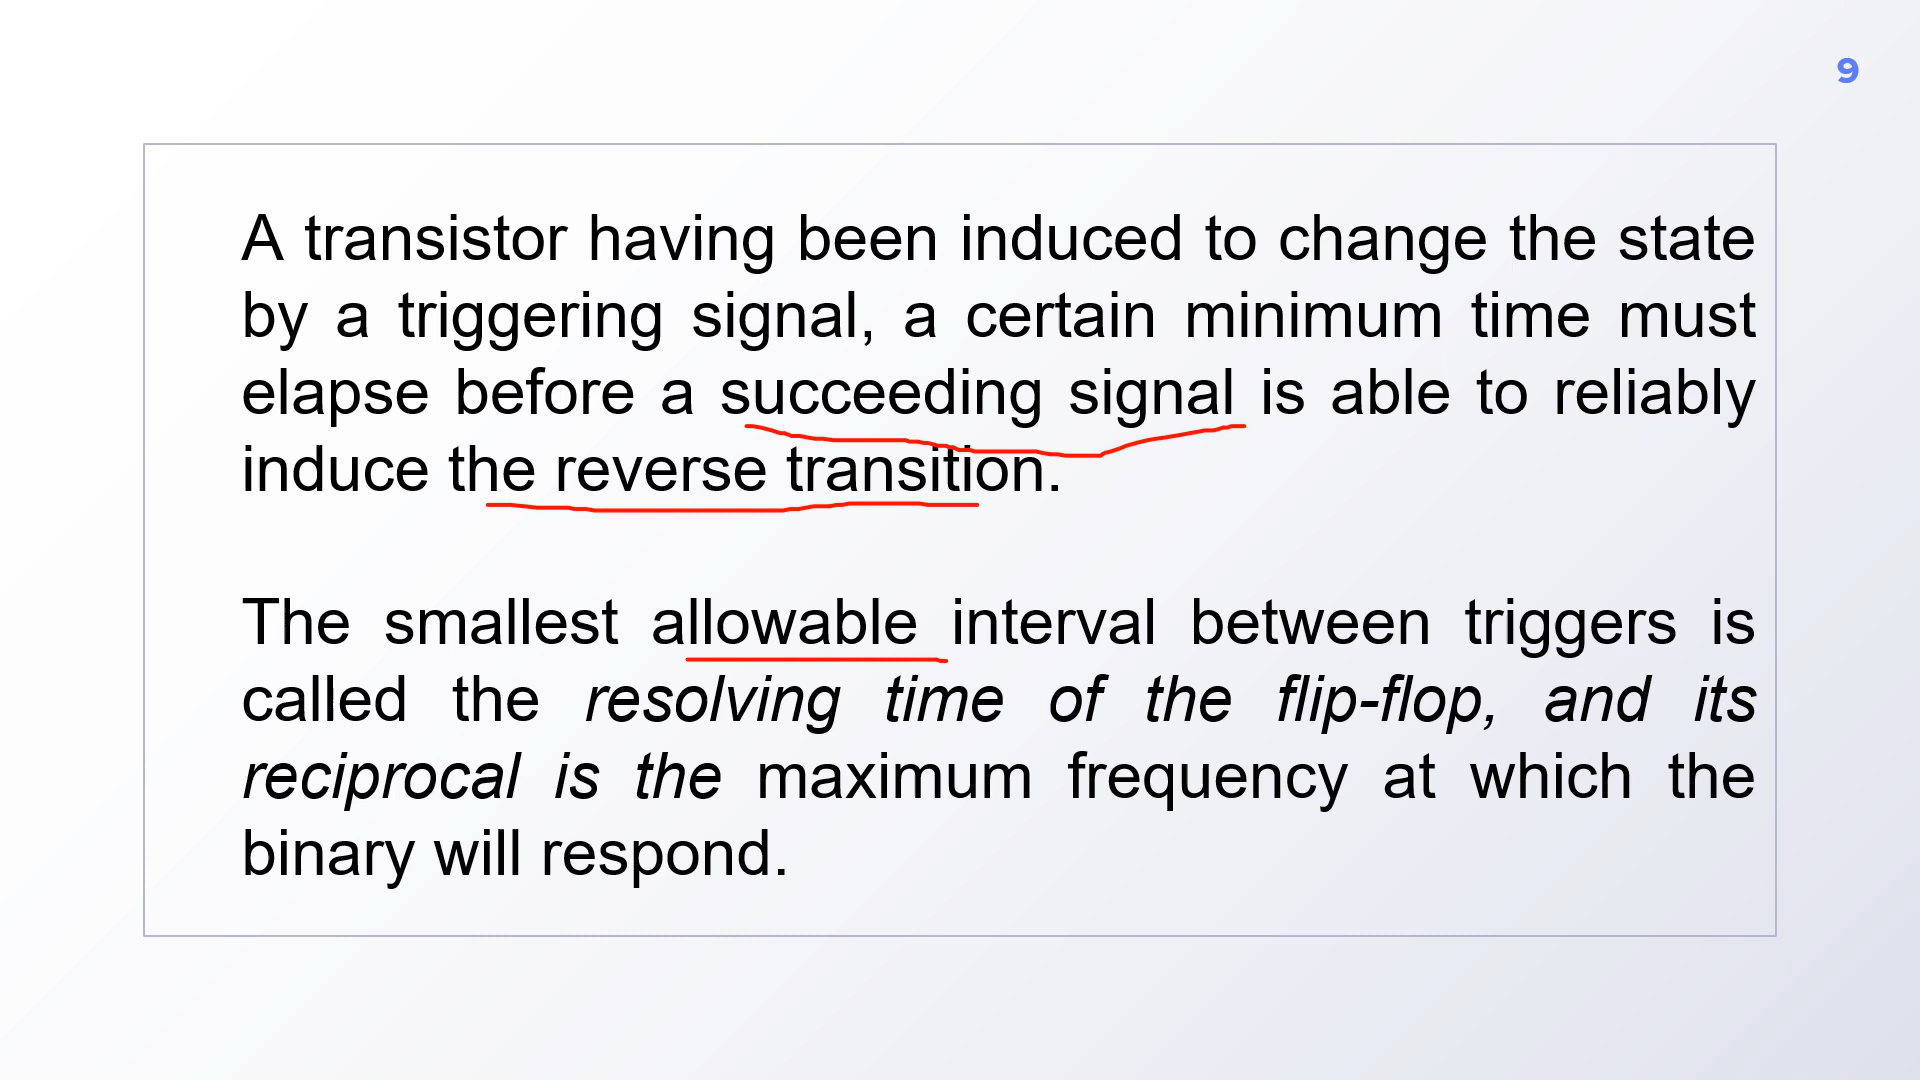 9
A transistor having been induced to change the state
by a triggering signal, a certain minimum time must
elapse before a succeeding signal is able to reliably
induce the reverse transition.
The smallest allowable interval between triggers is
called the resolving time of the flip-flop, and its
reciprocal is the maximum frequency at which the
binary will respond.